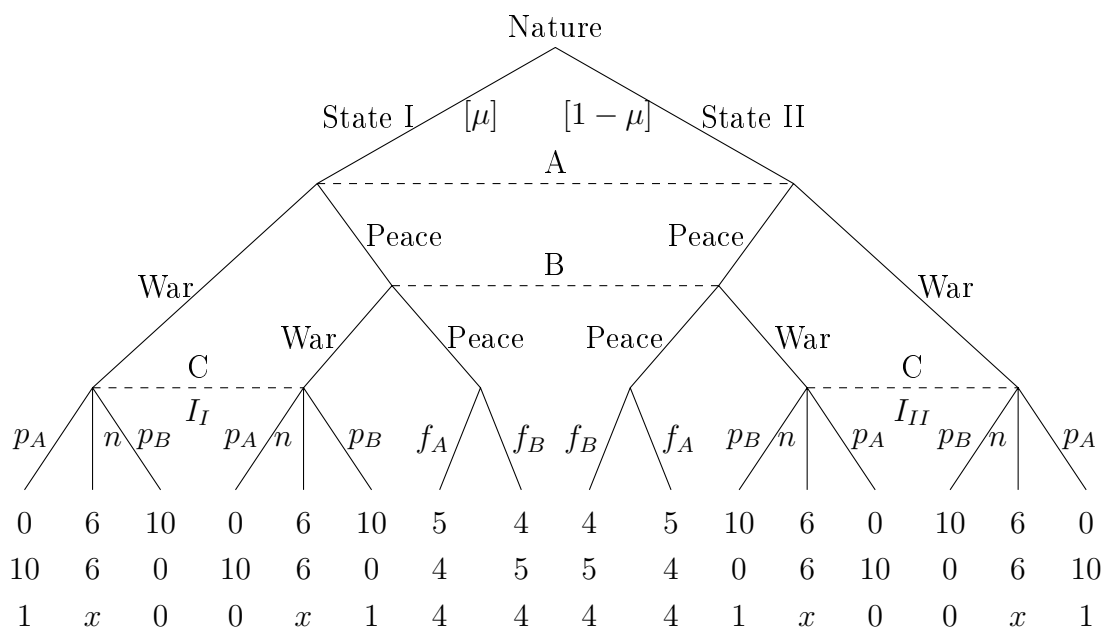 Nature
State I [μ] [1 − μ] State II
A
Peace Peace
B
War War
War Peace Peace War
C C
I_I I_{II}
p_A n p_B p_A n p_B f_A f_B f_B f_A p_B n p_A p_B n p_A
0 6 10 0 6 10 5 4 4 5 10 6 0 10 6 0
10 6 0 10 6 0 4 5 5 4 0 6 10 0 6 10
1 x 0 0 x 1 4 4 4 4 1 x 0 0 x 1